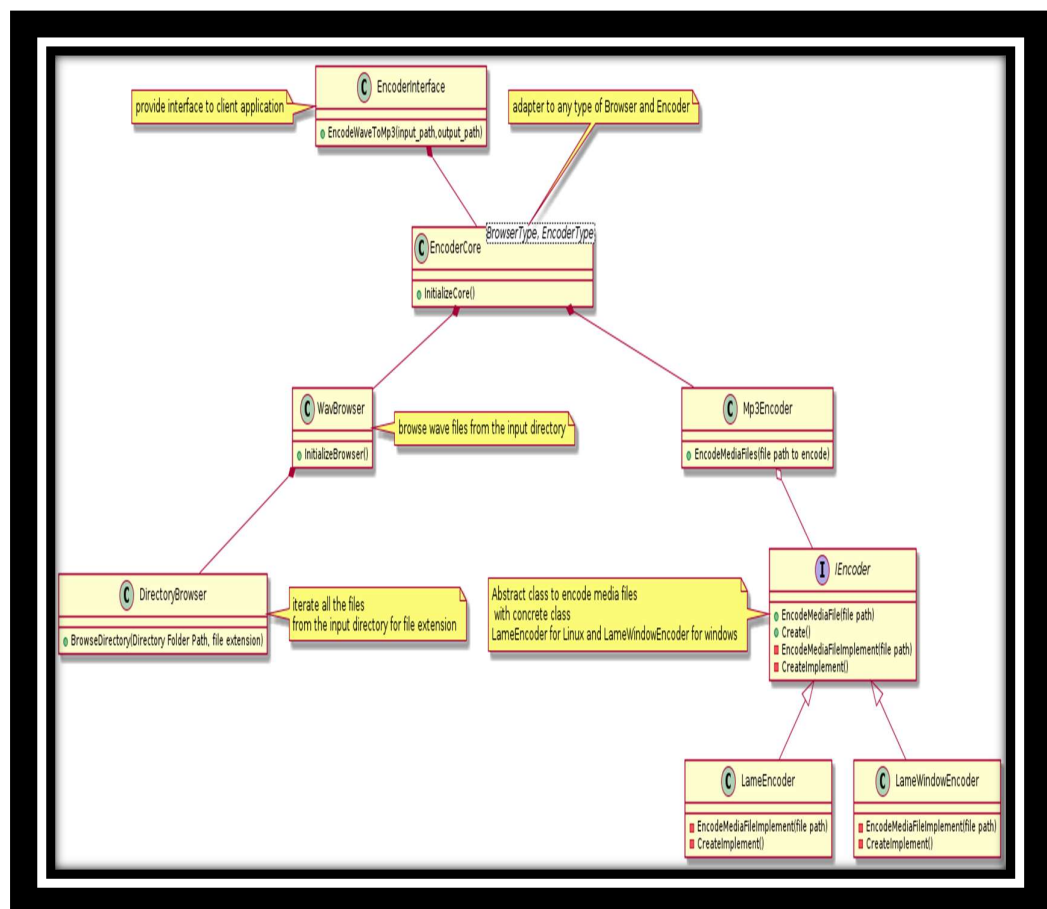 EncoderInterface
provide interface to client application
EncodeWaveToMp3(input_path,output_path)
adapter to any type of Browser and Encoder
BrowserType, EncoderType
EncoderCore
InitializeCore()
WavBrowser
InitializeBrowser()
browse wave files from the input directory
Mp3Encoder
EncodeMediaFiles(file path to encode)
DirectoryBrowser
BrowseDirectory(Directory Folder Path, file extension)
iterate all the files
from the input directory for file extension
Abstract class to encode media files
with concrete class
LameEncoder for Linux and LameWindowEncoder for windows
IEncoder
EncodeMediaFile(file path)
Create()
EncodeMediaFileImplement(file path)
CreateImplement()
LameEncoder
EncodeMediaFileImplement(file path)
CreateImplement()
LameWindowEncoder
EncodeMediaFileImplement(file path)
CreateImplement()